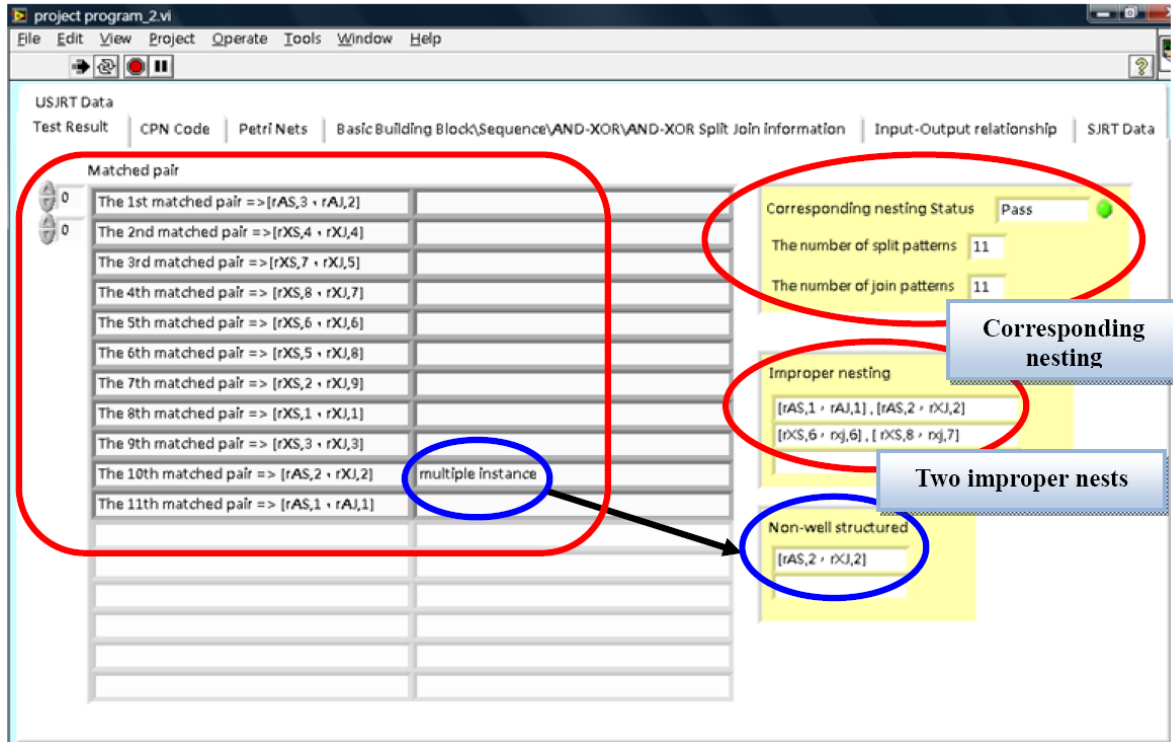 project program_2.vi
File Edit View Project Operate Tools Window Help
USJRT Data
Test Result CPN Code Petri Nets Basic Building Block\Sequence\AND-XOR\AND-XOR Split Join information Input-Output relationship SJRT Data
Matched pair
0
0
The 1st matched pair =>[rAS,3、rAJ,2]
The 2nd matched pair =>[rXS,4、rXJ,4]
The 3rd matched pair =>[rXS,7、rXJ,5]
The 4th matched pair => [rXS,8、rXJ,7]
The 5th matched pair => [rXS,6、rXJ,6]
The 6th matched pair => [rXS,5、rXJ,8]
The 7th matched pair => [rXS,2、rXJ,9]
The 8th matched pair => [rXS,1、rXJ,1]
The 9th matched pair => [rXS,3、rXJ,3]
The 10th matched pair => [rAS,2、rXJ,2] multiple instance
The 11th matched pair => [rAS,1、rAJ,1]
Corresponding nesting Status Pass
The number of split patterns 11
The number of join patterns 11
Corresponding
nesting
Improper nesting
[rAS,1，rAJ,1] , [rAS,2，rXJ,2]
[rXS,6，rxj,6] , [ rXS,8，rxj,7]
Two improper nests
Non-well structured
[rAS,2，rXJ,2]